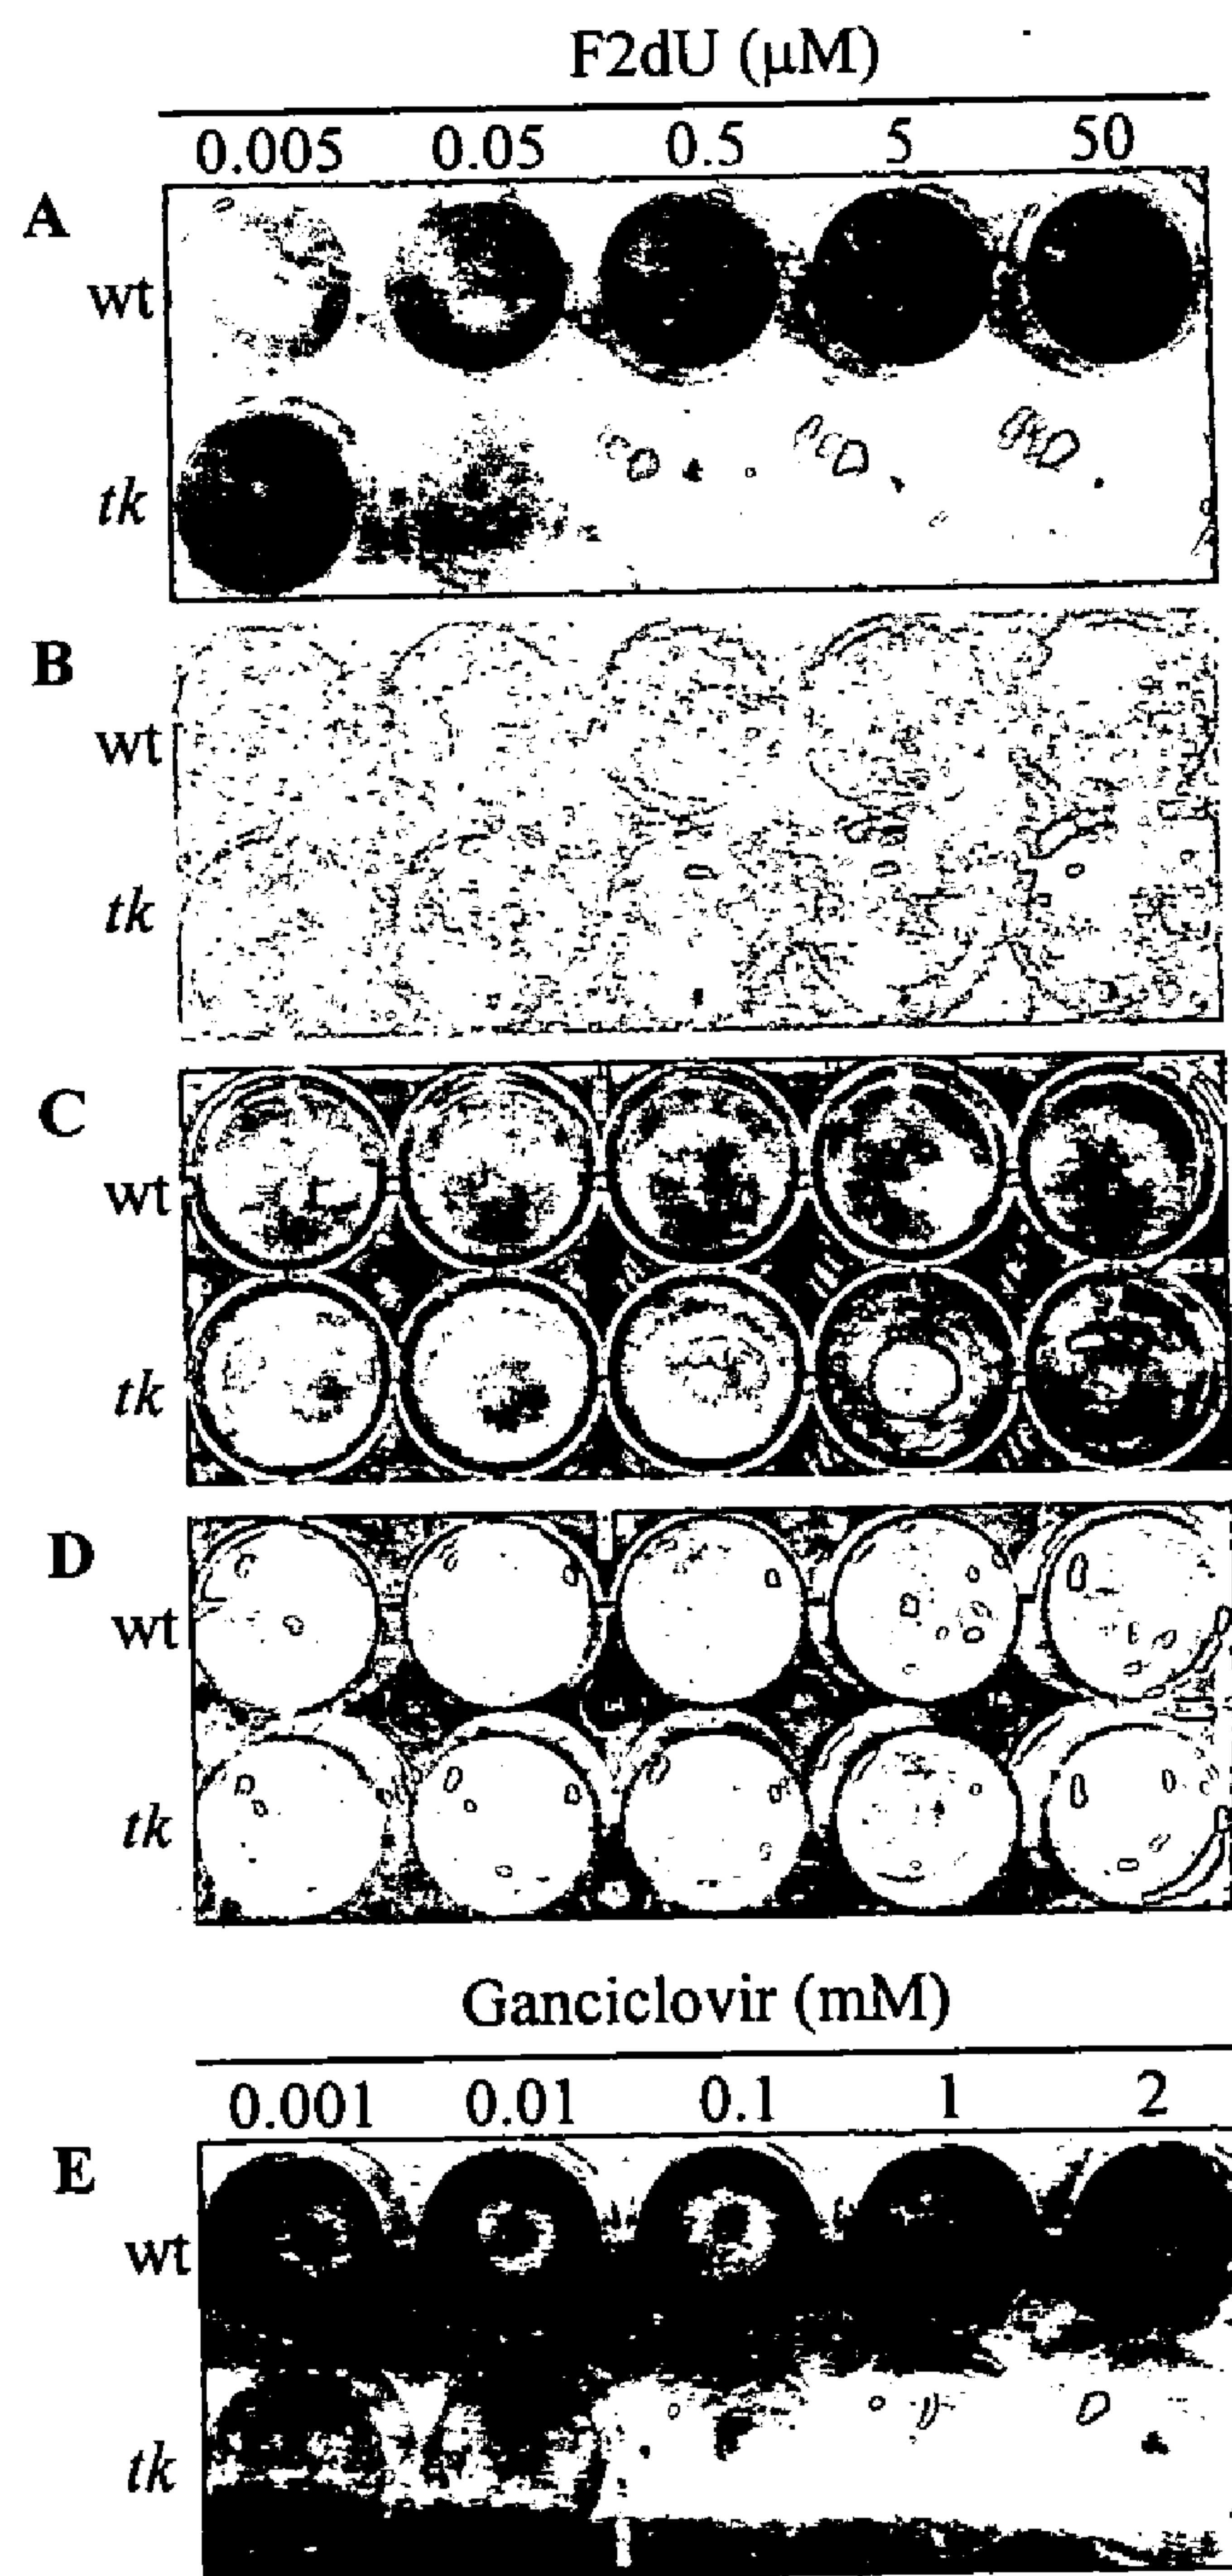 F2dU (μM)
0.005 0.05 0.5 5 50
A
wt
tk
B
wt
tk
C
wt
tk
D
wt
tk
Ganciclovir (mM)
0.001 0.01 0.1 1 2
E
wt
tk